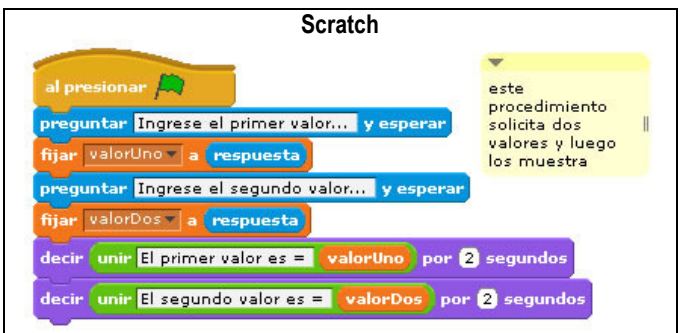 Scratch
al presionar
preguntar Ingrese el primer valor... y esperar
fijar valorUno a respuesta
preguntar Ingrese el segundo valor... y esperar
fijar valorDos a respuesta
decir unir El primer valor es = valorUno por 2 segundos
decir unir El segundo valor es = valorDos por 2 segundos
este
procedimiento
solicita dos
valores y luego
los muestra